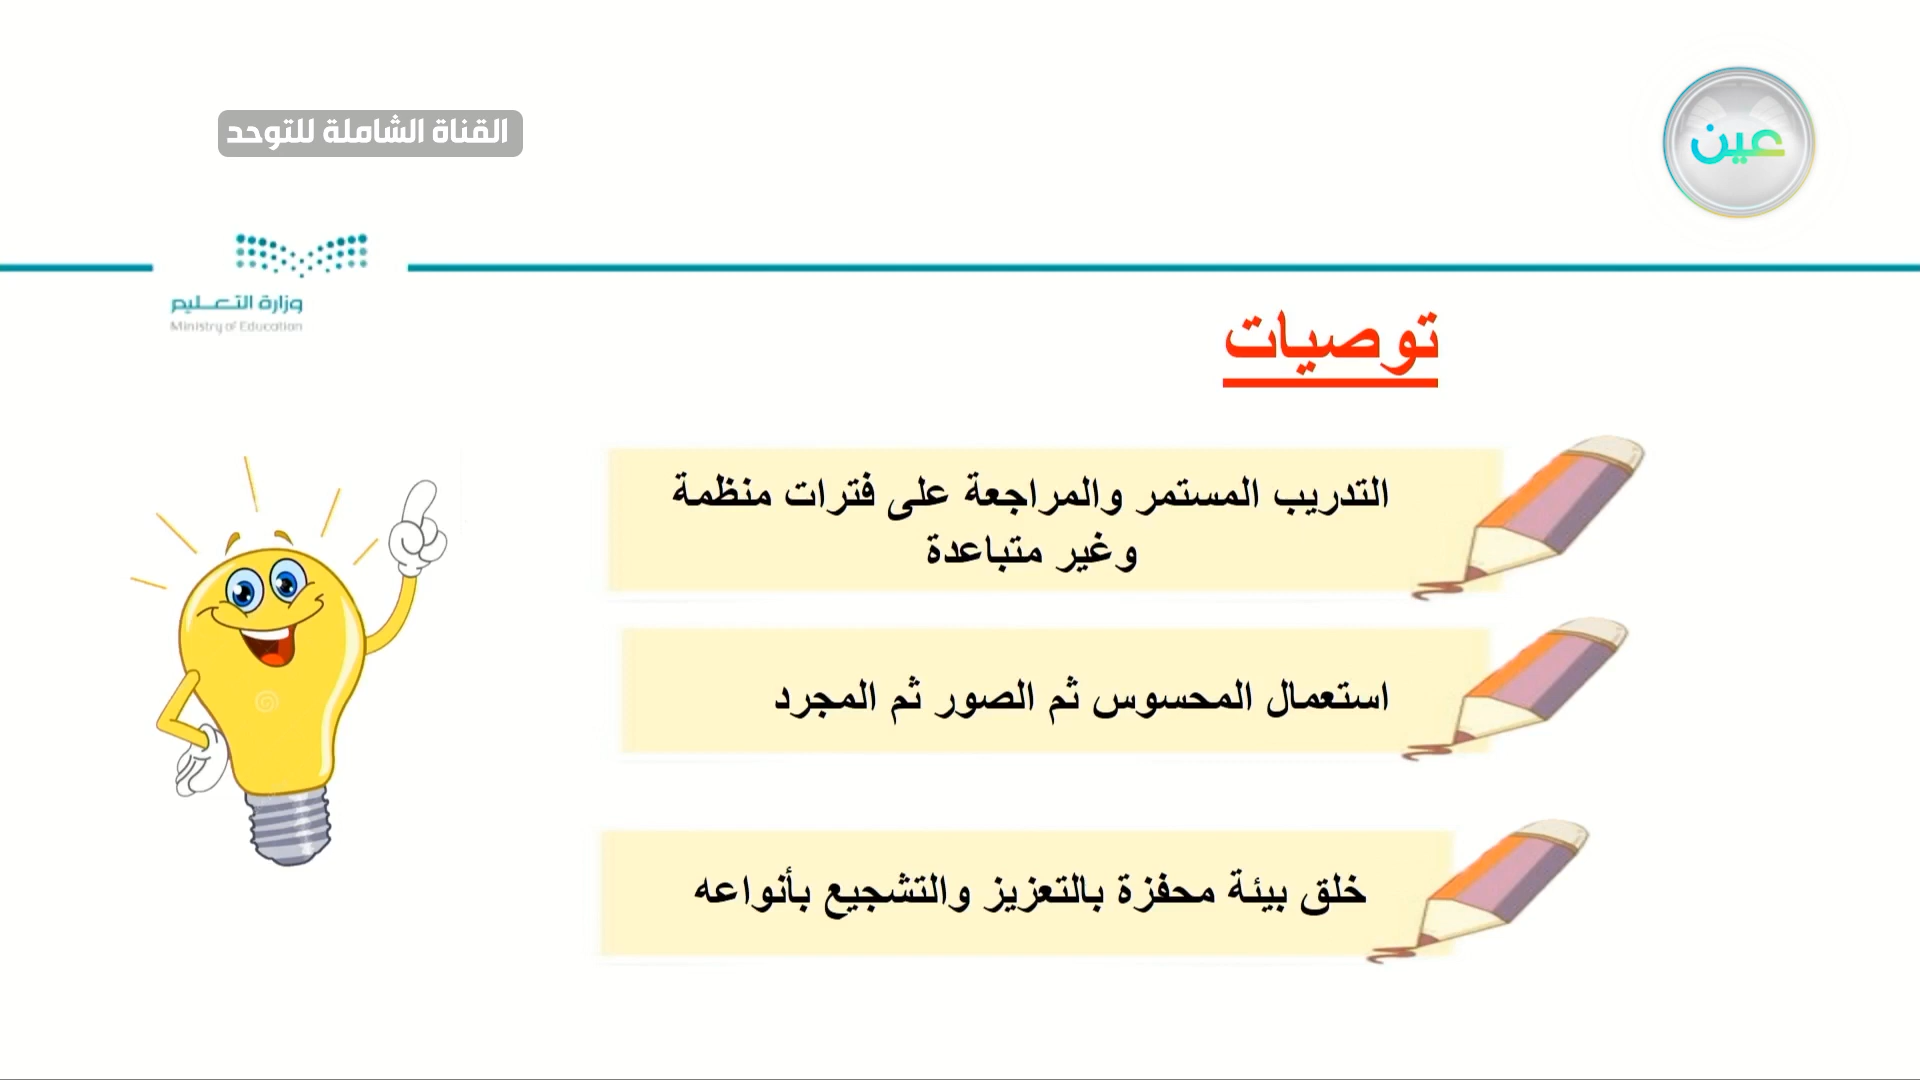 عين
القناة الشاملة للتوحد
وزارة التعليم
Ministry of Education
توصيات
التدريب المستمر والمراجعة على فترات منظمة
وغير متباعدة
استعمال المحسوس ثم الصور ثم المجرد
خلق بيئة محفزة بالتعزيز والتشجيع بأنواعه